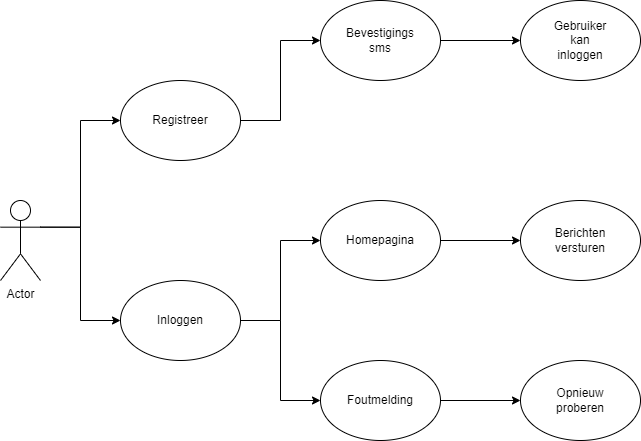 Bevestigings
sms
Gebruiker
kan
inloggen
Registreer
Actor
Homepagina
Berichten
versturen
Inloggen
Foutmelding
Opnieuw
proberen